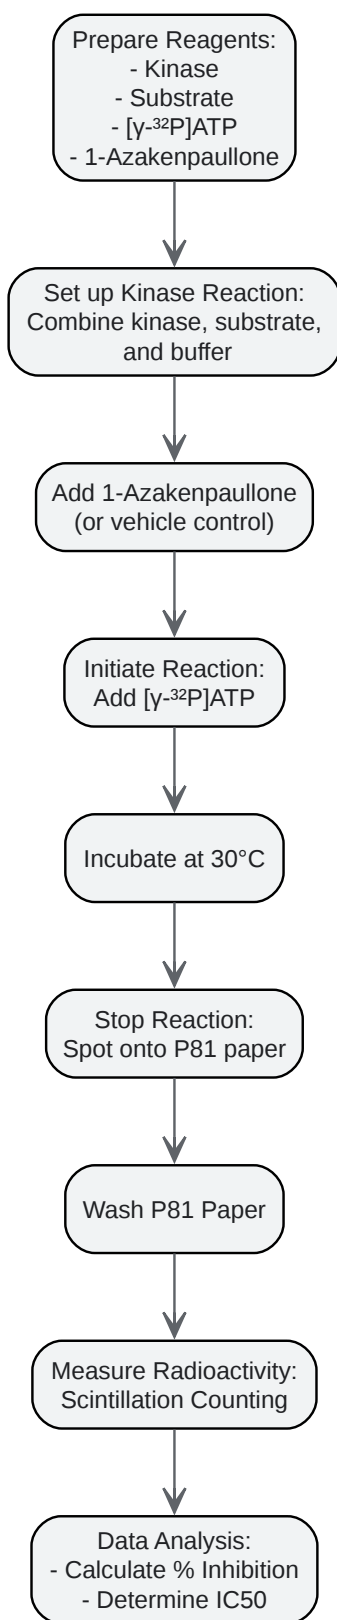 Prepare Reagents:
- Kinase
- Substrate
- [γ-³²P]ATP
- 1-Azakenpaullone
Set up Kinase Reaction:
Combine kinase, substrate,
and buffer
Add 1-Azakenpaullone
(or vehicle control)
Initiate Reaction:
Add [γ-³²P]ATP
Incubate at 30°C
Stop Reaction:
Spot onto P81 paper
Wash P81 Paper
Measure Radioactivity:
Scintillation Counting
Data Analysis:
- Calculate % Inhibition
- Determine IC50